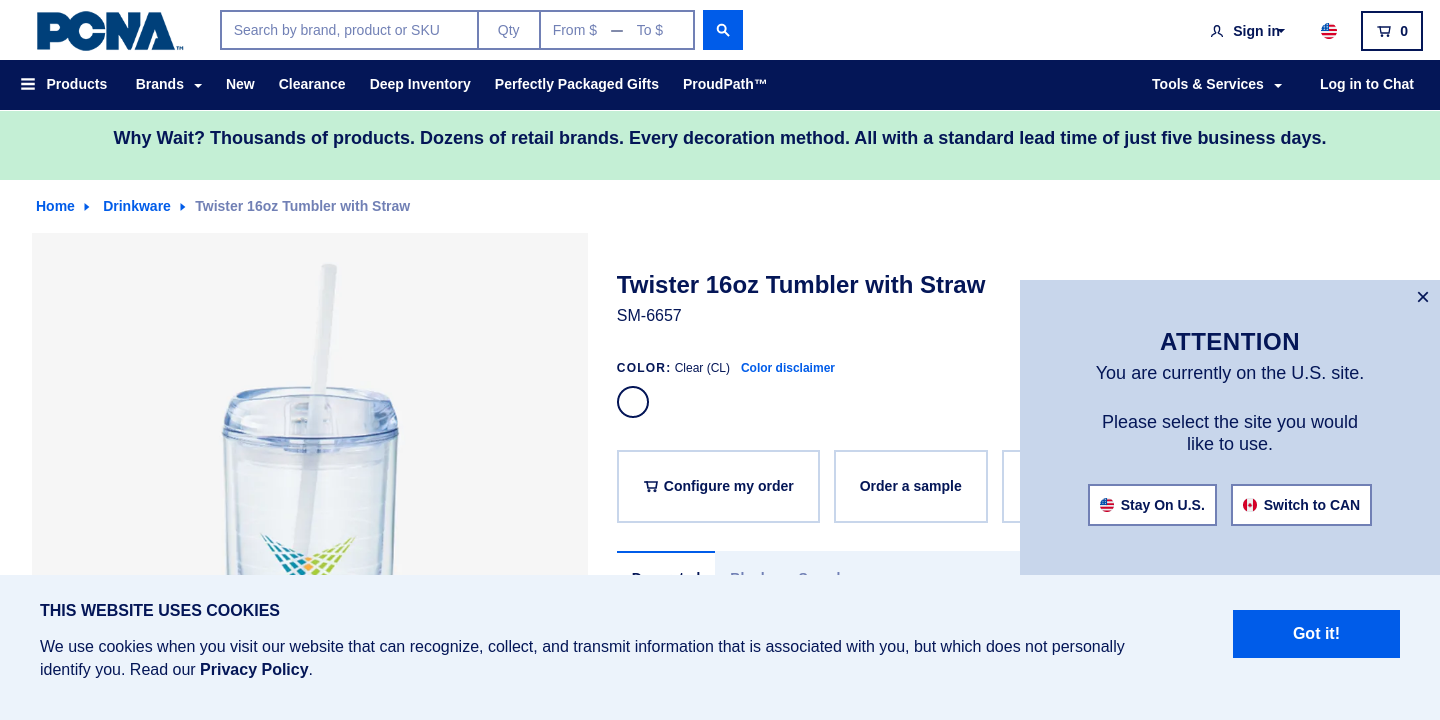 PCNA™
Search by brand, product or SKU
Qty
From $ — To $
Sign in
0
Products
Brands
New
Clearance
Deep Inventory
Perfectly Packaged Gifts
ProudPath™
Tools & Services
Log in to Chat
Why Wait? Thousands of products. Dozens of retail brands. Every decoration method. All with a standard lead time of just five business days.
Home
Drinkware
Twister 16oz Tumbler with Straw
Twister 16oz Tumbler with Straw
SM-6657
COLOR: Clear (CL) Color disclaimer
Configure my order
Order a sample
×
ATTENTION
You are currently on the U.S. site.
Please select the site you would
like to use.
Stay On U.S.
Switch to CAN
THIS WEBSITE USES COOKIES
We use cookies when you visit our website that can recognize, collect, and transmit information that is associated with you, but which does not personally
identify you. Read our Privacy Policy.
Got it!